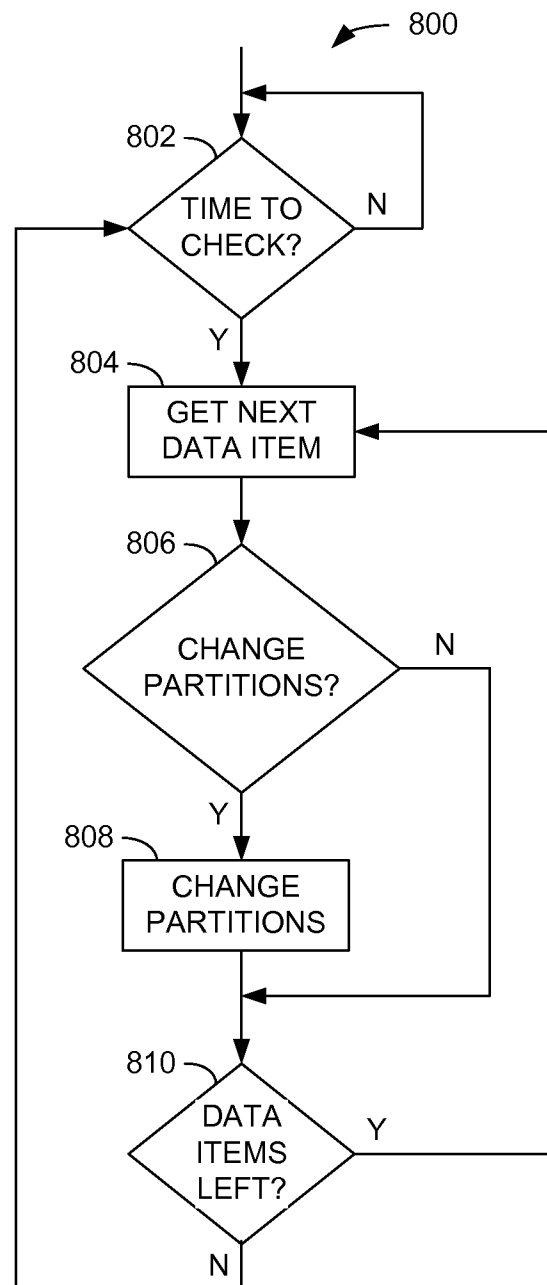 800
802
TIME TO
CHECK?
N
Y
804
GET NEXT
DATA ITEM
806
CHANGE
PARTITIONS?
N
Y
808
CHANGE
PARTITIONS
810
DATA
ITEMS
LEFT?
Y
N